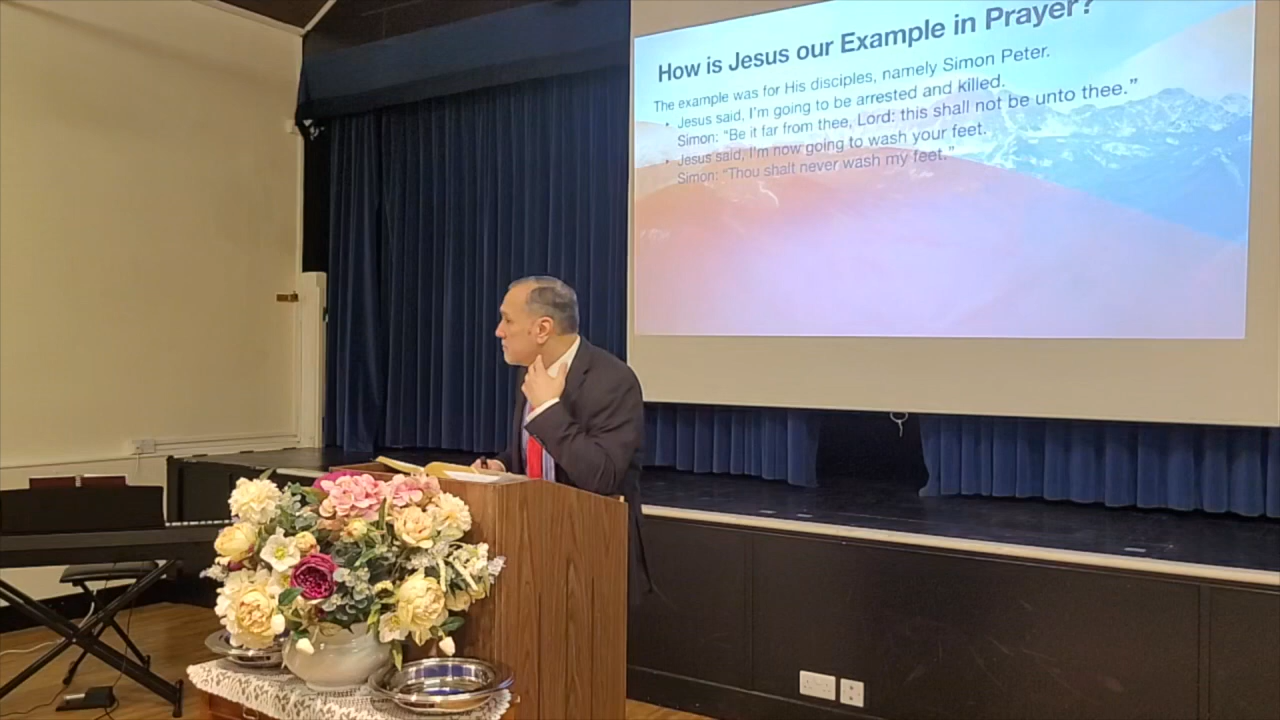 How is Jesus our Example in Prayer?
The example was for His disciples, namely Simon Peter.
• Jesus said, I'm going to be arrested and killed.
Simon: “Be it far from thee, Lord: this shall not be unto thee.”
• Jesus said, I'm now going to wash your feet.
Simon: “Thou shalt never wash my feet.”